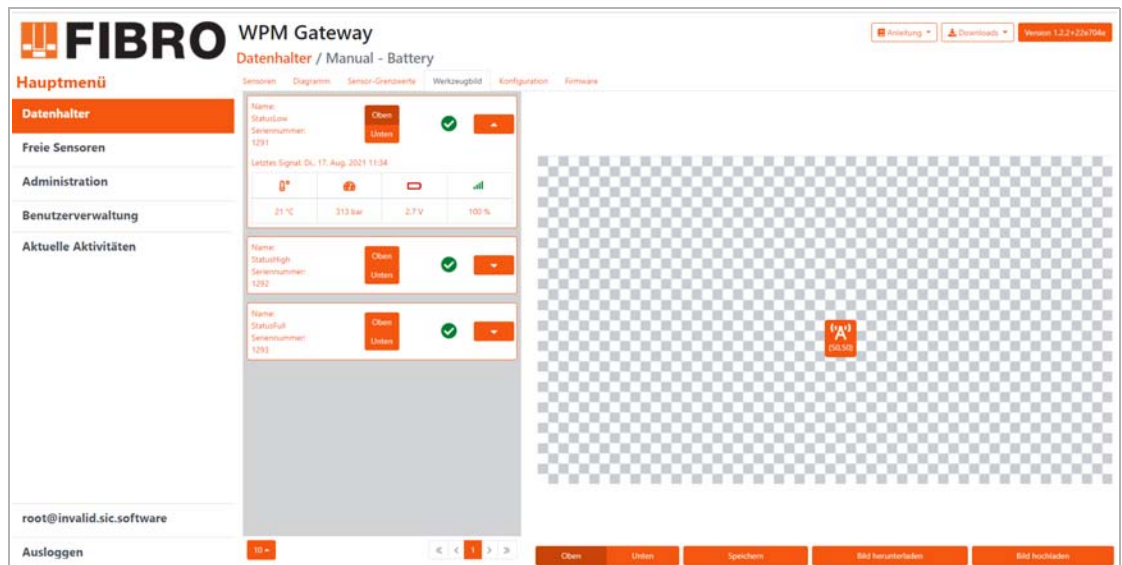 FIBRO
WPM Gateway
Anleitung
Downloads
Version 1.2.2+22e704e
Datenhalter / Manual - Battery
Hauptmenü
Sensoren Diagramm Sensor-Grenzwerte Werkzeugbild Konfiguration Firmware
Datenhalter
Freie Sensoren
Administration
Benutzerverwaltung
Aktuelle Aktivitäten
root@invalid.sic.software
Ausloggen
Name:
StatusLow
Seriennummer:
1291
Oben
Unten
Letztes Signal: Di., 17. Aug. 2021 11:34
21 °C 313 bar 2.7 V 100 %
Name:
StatusHigh
Seriennummer:
1292
Oben
Unten
Name:
StatusFull
Seriennummer:
1293
Oben
Unten
10
« < 1 > »
(50,50)
Oben Unten Speichern Bild herunterladen Bild hochladen